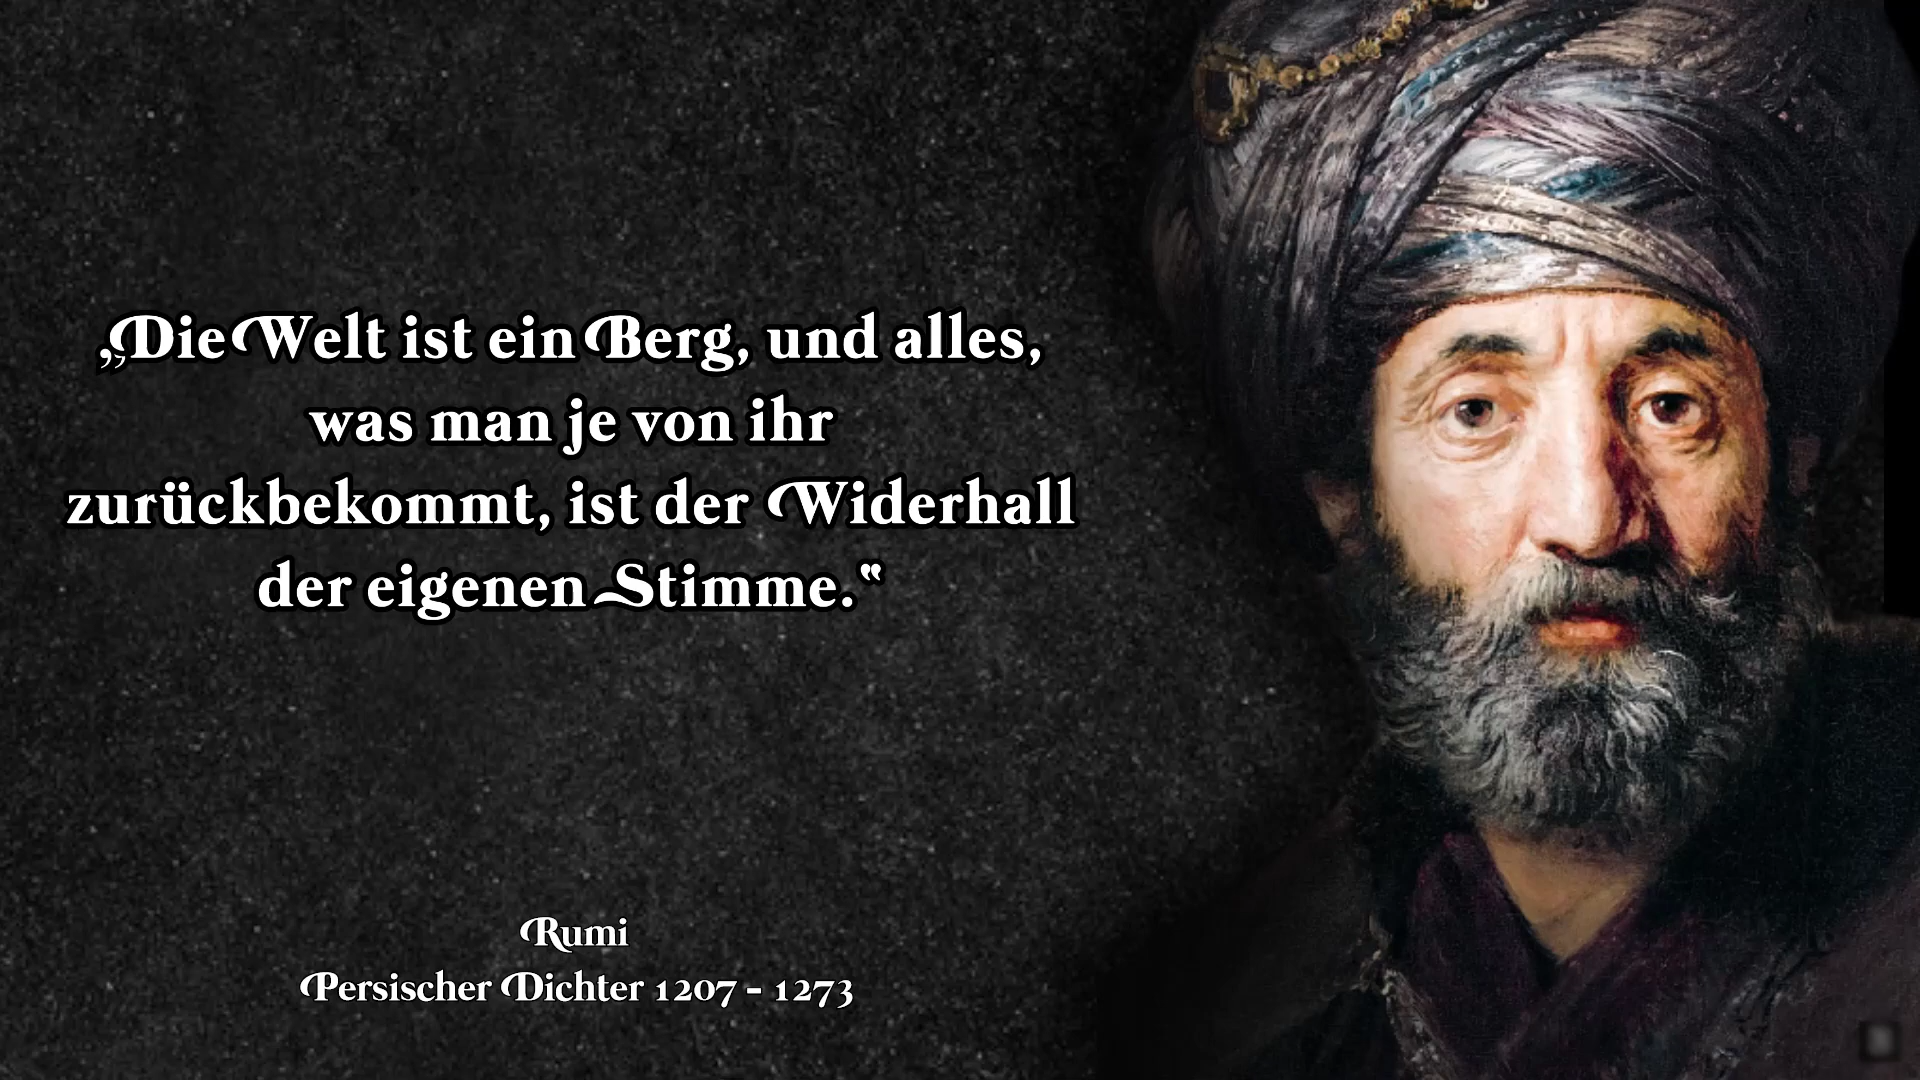 „Die Welt ist ein Berg, und alles,
was man je von ihr
zurückbekommt, ist der Widerhall
der eigenen Stimme.“
Rumi
Persischer Dichter 1207 - 1273